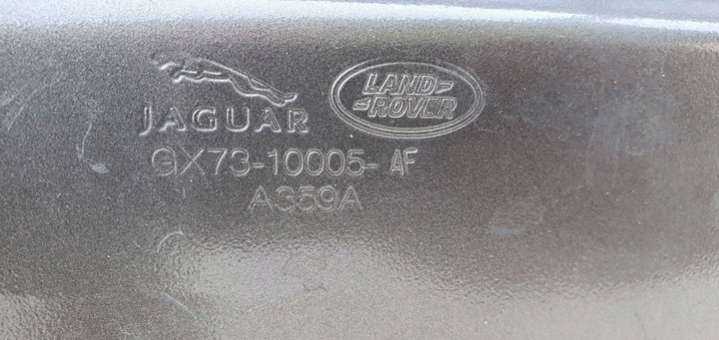 JAGUAR
LAND-
-ROVER
GX73-10005-AF
A359A